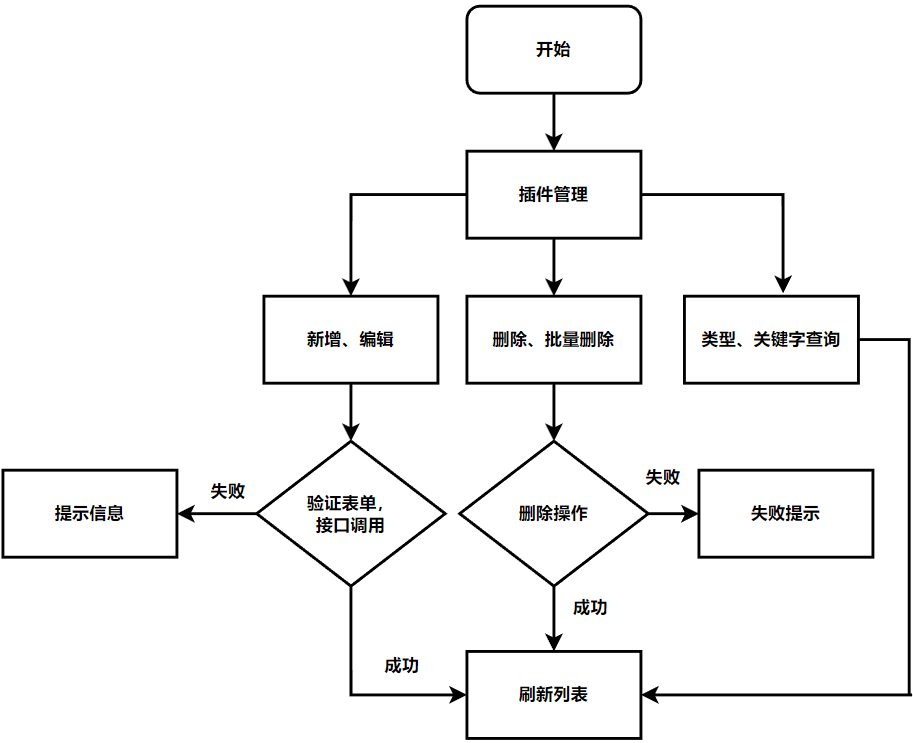 开始
插件管理
新增、编辑
删除、批量删除
类型、关键字查询
失败
失败
提示信息
验证表单，
接口调用
删除操作
失败提示
成功
成功
刷新列表